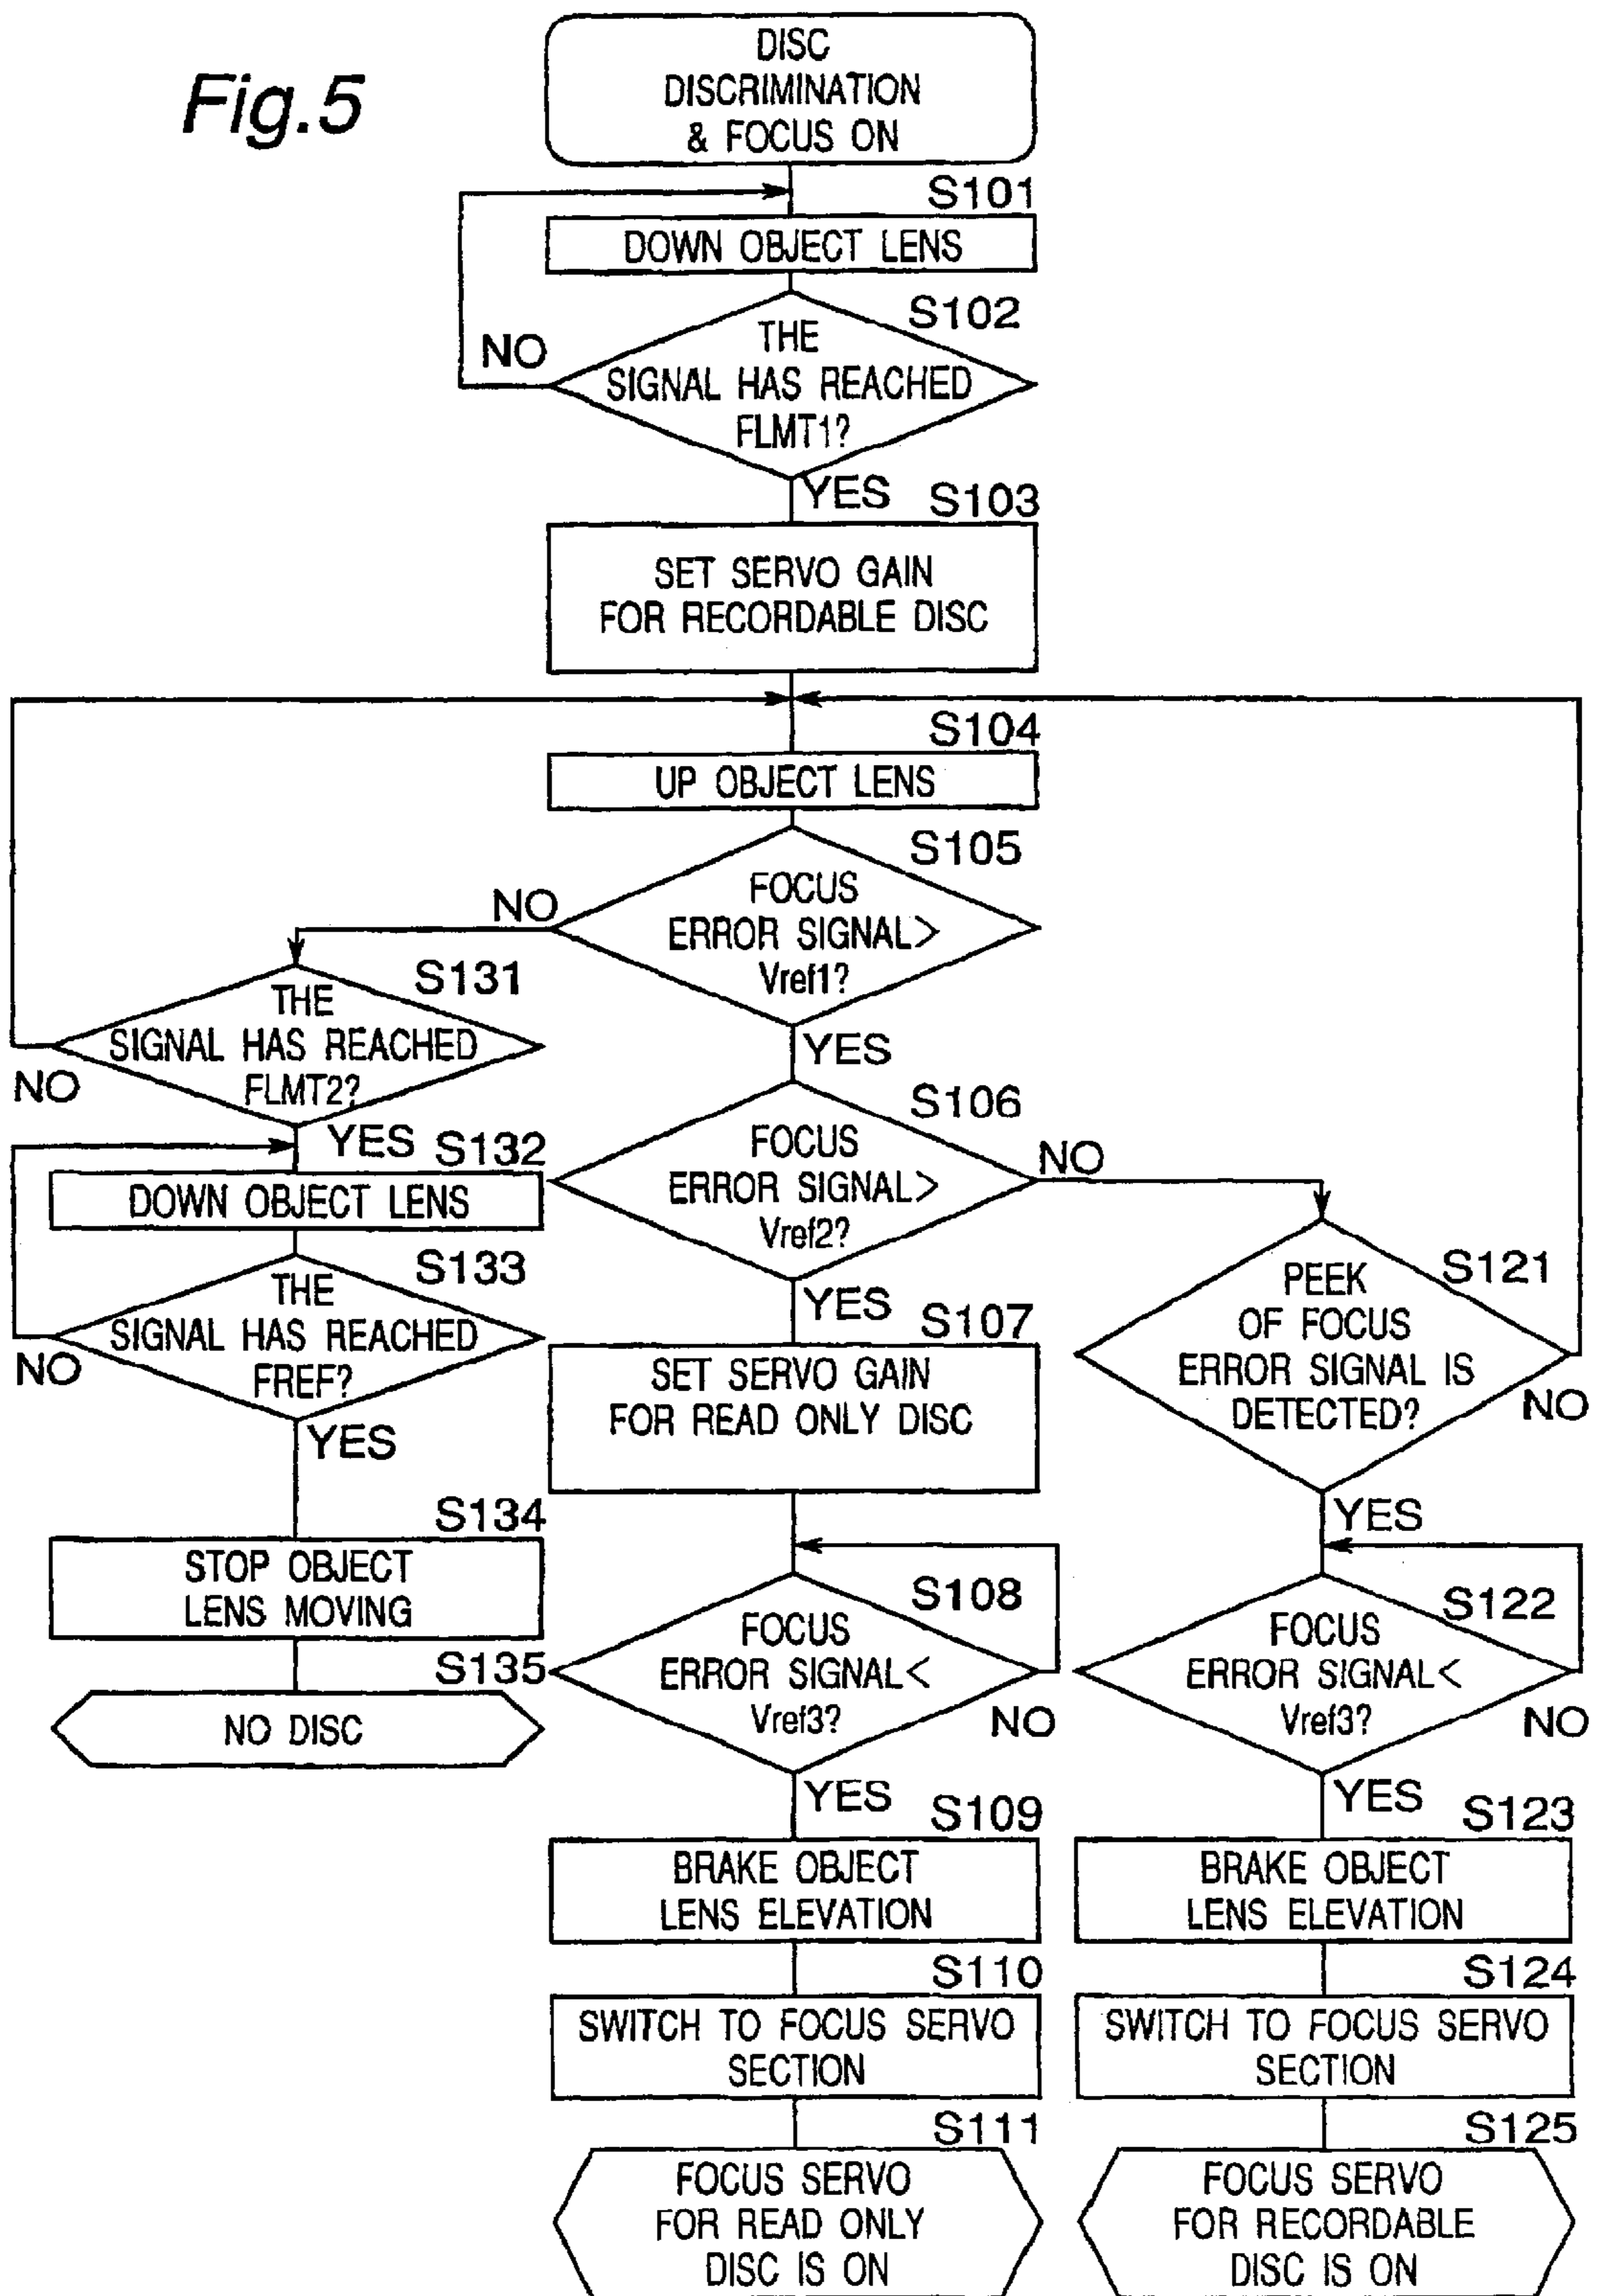 Fig.5
DISC
DISCRIMINATION
& FOCUS ON
S101
DOWN OBJECT LENS
S102
THE
SIGNAL HAS REACHED
FLMT1?
NO
YES
S103
SET SERVO GAIN
FOR RECORDABLE DISC
S104
UP OBJECT LENS
S105
FOCUS
ERROR SIGNAL>
Vref1?
NO
YES
S131
THE
SIGNAL HAS REACHED
FLMT2?
NO
YES
S132
DOWN OBJECT LENS
S133
THE
SIGNAL HAS REACHED
FREF?
NO
YES
S134
STOP OBJECT
LENS MOVING
S135
NO DISC
S106
FOCUS
ERROR SIGNAL>
Vref2?
NO
YES
S107
SET SERVO GAIN
FOR READ ONLY DISC
S108
FOCUS
ERROR SIGNAL<
Vref3?
NO
YES
S109
BRAKE OBJECT
LENS ELEVATION
S110
SWITCH TO FOCUS SERVO
SECTION
S111
FOCUS SERVO
FOR READ ONLY
DISC IS ON
S121
PEEK
OF FOCUS
ERROR SIGNAL IS
DETECTED?
NO
YES
S122
FOCUS
ERROR SIGNAL<
Vref3?
NO
YES
S123
BRAKE OBJECT
LENS ELEVATION
S124
SWITCH TO FOCUS SERVO
SECTION
S125
FOCUS SERVO
FOR RECORDABLE
DISC IS ON